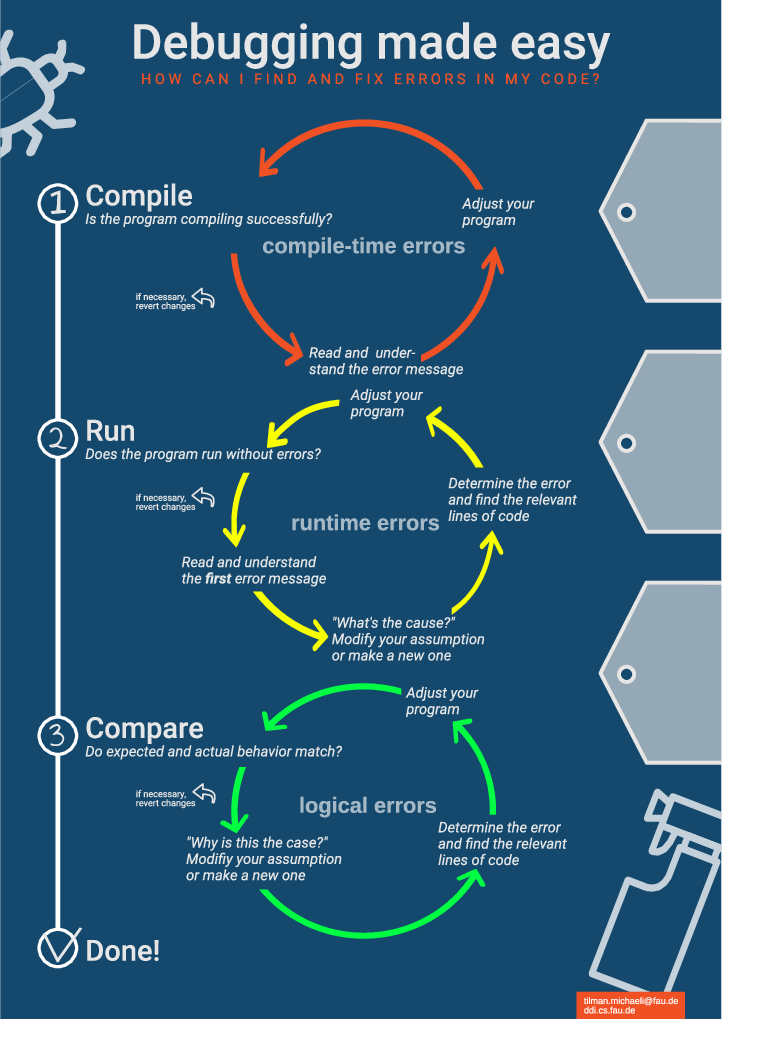 Debugging made easy
HOW CAN I FIND AND FIX ERRORS IN MY CODE?
1 Compile
Is the program compiling successfully?
Adjust your
program
compile-time errors
if necessary,
revert changes
Read and under-
stand the error message
Adjust your
program
2 Run
Does the program run without errors?
Determine the error
and find the relevant
lines of code
if necessary,
revert changes
runtime errors
Read and understand
the first error message
"What's the cause?"
Modify your assumption
or make a new one
Adjust your
program
3 Compare
Do expected and actual behavior match?
if necessary,
revert changes
logical errors
"Why is this the case?"
Modifiy your assumption
or make a new one
Determine the error
and find the relevant
lines of code
Done!
tilman.michaeli@fau.de
ddi.cs.fau.de